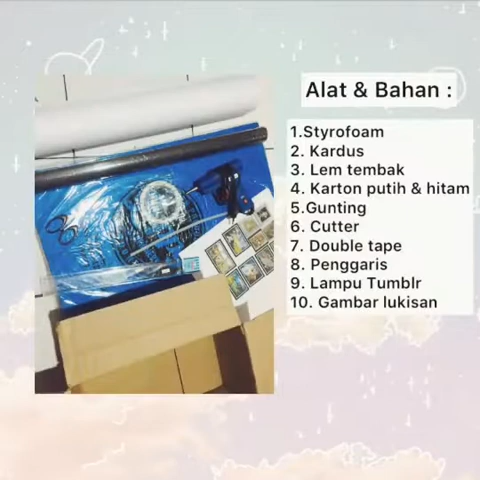 Alat & Bahan :
1.Styrofoam
2. Kardus
3. Lem tembak
4. Karton putih & hitam
5.Gunting
6. Cutter
7. Double tape
8. Penggaris
9. Lampu Tumblr
10. Gambar lukisan